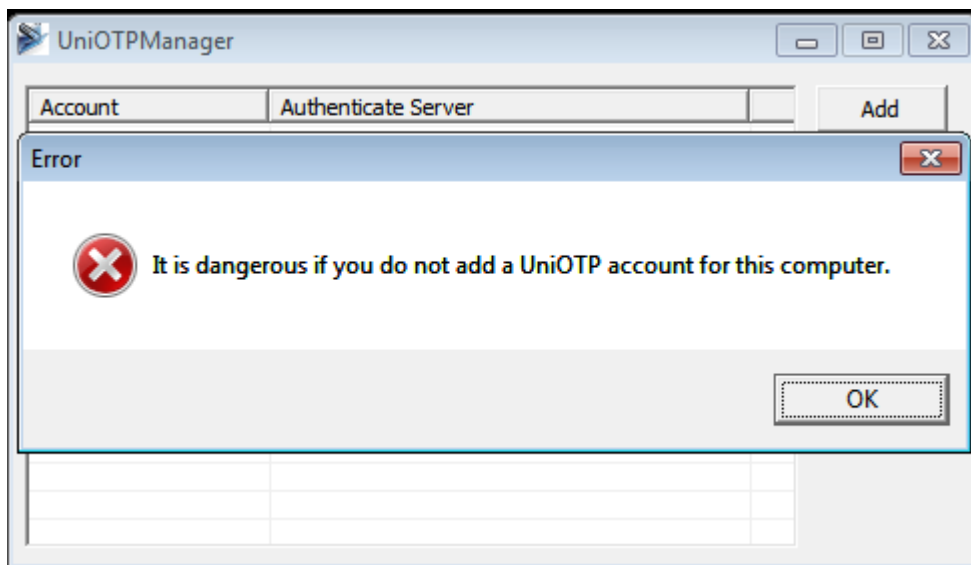 UniOTPManager
Account Authenticate Server
Add
Error
It is dangerous if you do not add a UniOTP account for this computer.
OK